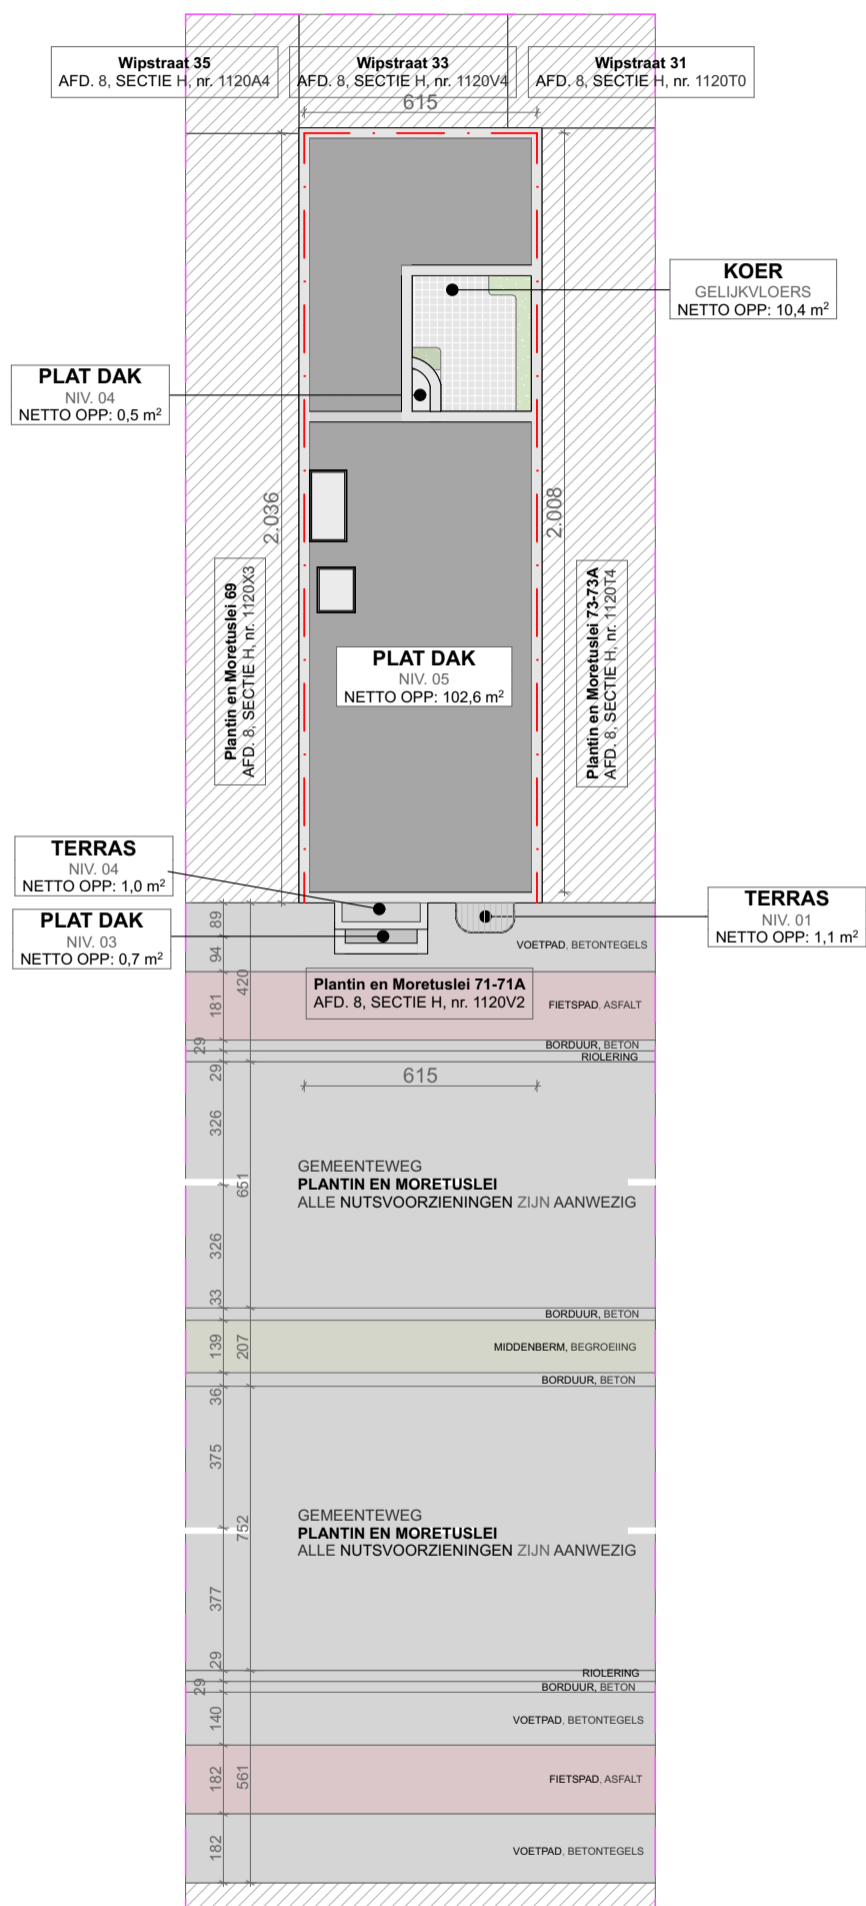 Wipstraat 35
AFD. 8, SECTIE H, nr. 1120A4
Wipstraat 33
AFD. 8, SECTIE H, nr. 1120V4
Wipstraat 31
AFD. 8, SECTIE H, nr. 1120T0
615
KOER
GELIJKVLOERS
NETTO OPP: 10,4 m²
PLAT DAK
NIV. 04
NETTO OPP: 0,5 m²
2.036
2.008
Plantin en Moretuslei 69
AFD. 8, SECTIE H, nr. 1120X3
Plantin en Moretuslei 73-73A
AFD. 8, SECTIE H, nr. 1120T4
PLAT DAK
NIV. 05
NETTO OPP: 102,6 m²
TERRAS
NIV. 04
NETTO OPP: 1,0 m²
PLAT DAK
NIV. 03
NETTO OPP: 0,7 m²
TERRAS
NIV. 01
NETTO OPP: 1,1 m²
89
94
420
VOETPAD, BETONTEGELS
Plantin en Moretuslei 71-71A
AFD. 8, SECTIE H, nr. 1120V2
181
FIETSPAD, ASFALT
29
BORDUUR, BETON
RIOLERING
29
615
326
651
GEMEENTEWEG
PLANTIN EN MORETUSLEI
ALLE NUTSVOORZIENINGEN ZIJN AANWEZIG
326
33
BORDUUR, BETON
139
207
MIDDENBERM, BEGROEIING
BORDUUR, BETON
36
375
752
GEMEENTEWEG
PLANTIN EN MORETUSLEI
ALLE NUTSVOORZIENINGEN ZIJN AANWEZIG
377
29
RIOLERING
29
BORDUUR, BETON
140
VOETPAD, BETONTEGELS
182
561
FIETSPAD, ASFALT
182
VOETPAD, BETONTEGELS